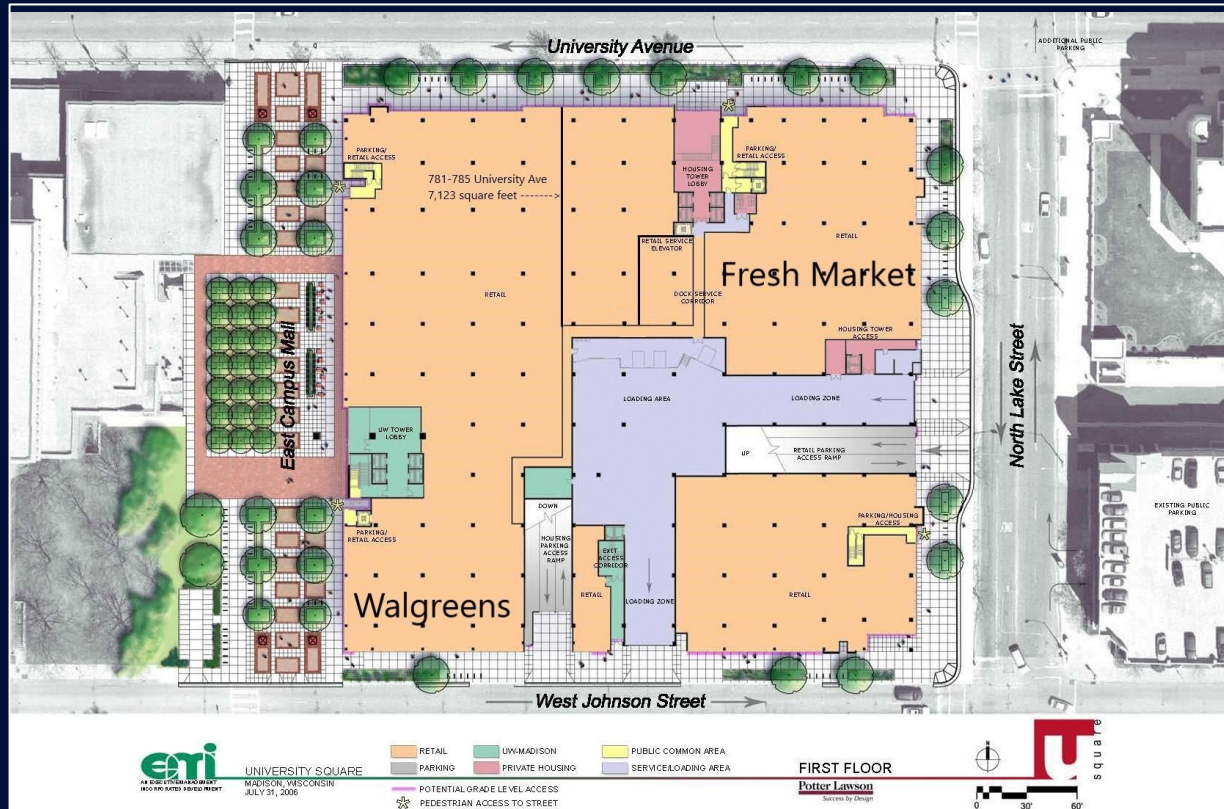 University Avenue
ADDITIONAL PUBLIC
PARKING
PARKING/
RETAIL ACCESS
781-785 University Ave
7,123 square feet ------->
HOUSING
TOWER
LOBBY
PARKING/
RETAIL ACCESS
RETAIL SERVICE
ELEVATOR
RETAIL
RETAIL
Fresh Market
DOCK SERVICE
CORRIDOR
HOUSING TOWER
ACCESS
East Campus Mall
North Lake Street
LOADING AREA
LOADING ZONE
UW TOWER
LOBBY
UP
RETAIL PARKING
ACCESS RAMP
DOWN
HOUSING
PARKING
ACCESS
RAMP
PARKING/
RETAIL ACCESS
PARKING/HOUSING
ACCESS
EXISTING PUBLIC
PARKING
EXIT
ACCESS
CORRIDOR
Walgreens
RETAIL
LOADING ZONE
RETAIL
West Johnson Street
emi
AN EXECUTIVE MANAGEMENT
INCORPORATED DEVELOPMENT
UNIVERSITY SQUARE
MADISON, WISCONSIN
JULY 31, 2006
RETAIL
UW-MADISON
PUBLIC COMMON AREA
PARKING
PRIVATE HOUSING
SERVICE/LOADING AREA
POTENTIAL GRADE LEVEL ACCESS
PEDESTRIAN ACCESS TO STREET
FIRST FLOOR
Potter Lawson
Success by Design
N
0 30' 60'
U square